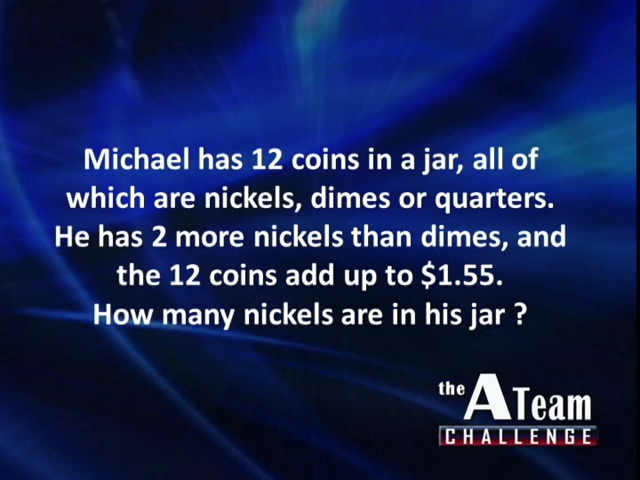 Michael has 12 coins in a jar, all of
which are nickels, dimes or quarters.
He has 2 more nickels than dimes, and
the 12 coins add up to $1.55.
How many nickels are in his jar ?
the A Team
CHALLENGE